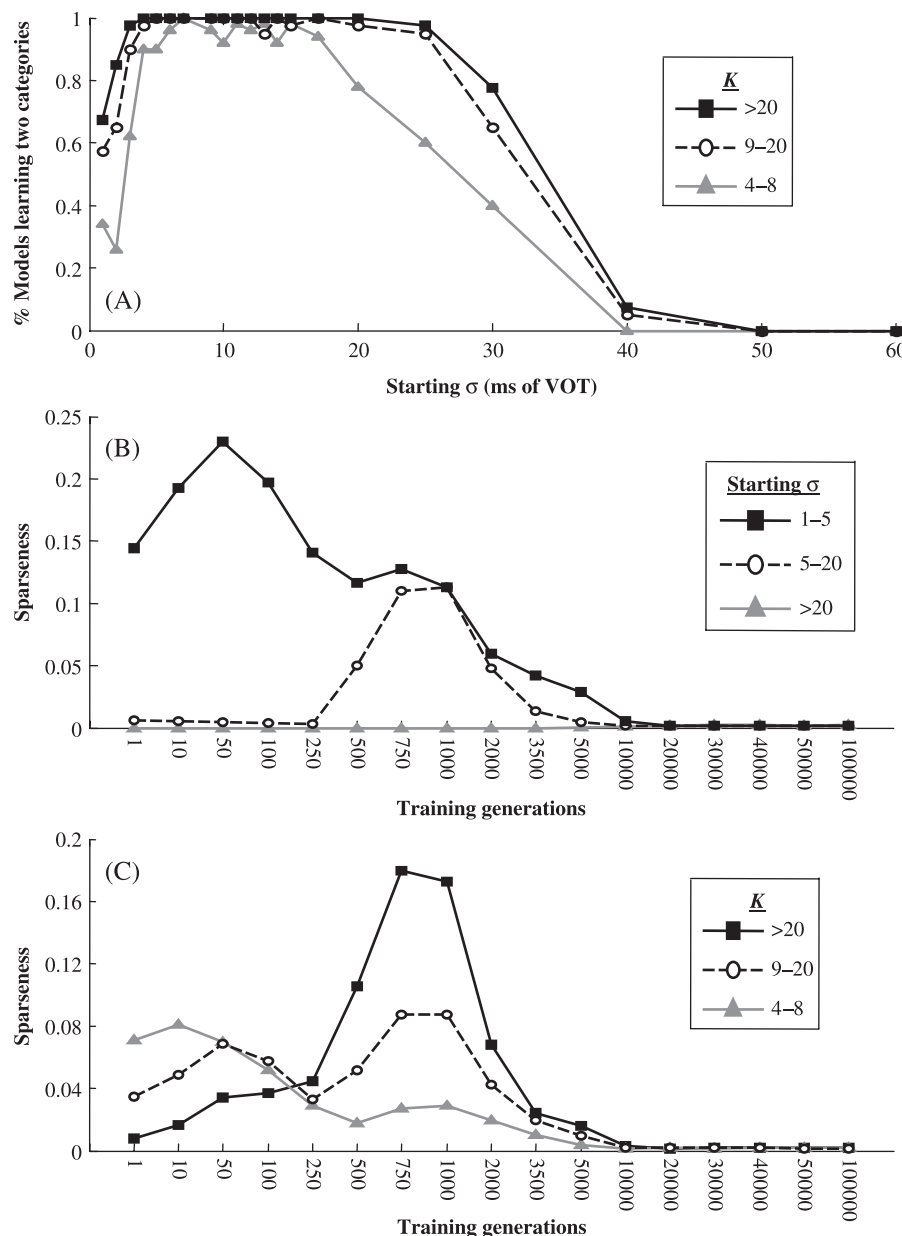 1
0.8
0.6
0.4
0.2
0
% Models learning two categories
(A)
K
>20
9–20
4–8
0 10 20 30 40 50 60
Starting σ (ms of VOT)
0.25
0.2
0.15
0.1
0.05
0
Sparseness
(B)
Starting σ
1–5
5–20
>20
1 10 50 100 250 500 750 1000 2000 3500 5000 10000 20000 30000 40000 50000 100000
Training generations
0.2
0.16
0.12
0.08
0.04
0
Sparseness
(C)
K
>20
9–20
4–8
1 10 50 100 250 500 750 1000 2000 3500 5000 10000 20000 30000 40000 50000 100000
Training generations